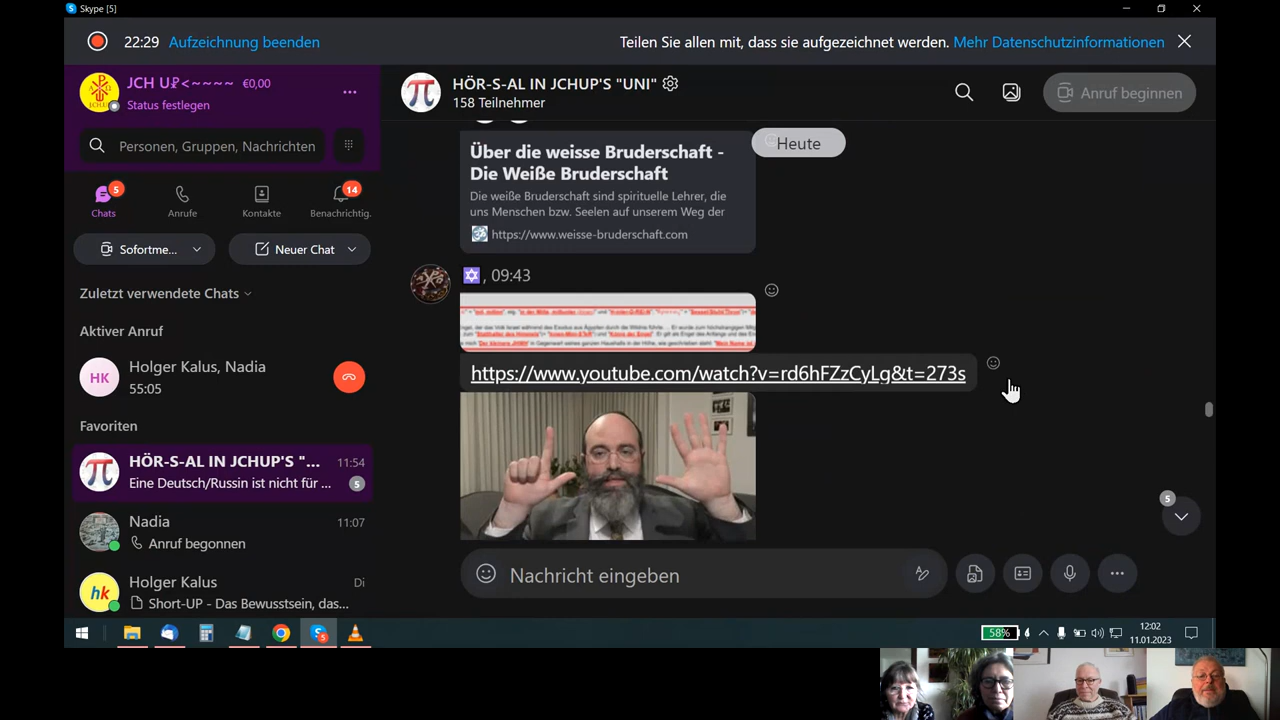 Skype [5]
22:29 Aufzeichnung beenden
Teilen Sie allen mit, dass sie aufgezeichnet werden. Mehr Datenschutzinformationen
JCH U₽<~~~~ €0,00
Status festlegen
HÖR-S-AL IN JCHUP'S "UNI"
158 Teilnehmer
Anruf beginnen
Personen, Gruppen, Nachrichten
Heute
Über die weisse Bruderschaft -
Die Weiße Bruderschaft
Die weiße Bruderschaft sind spirituelle Lehrer, die
uns Menschen bzw. Seelen auf unserem Weg der
https://www.weisse-bruderschaft.com
5
14
Chats
Anrufe
Kontakte
Benachrichtig.
Sofortme...
Neuer Chat
Zuletzt verwendete Chats
Aktiver Anruf
HK
Holger Kalus, Nadia
55:05
Favoriten
HÖR-S-AL IN JCHUP'S "... 11:54
Eine Deutsch/Russin ist nicht für ... 5
Nadia 11:07
Anruf begonnen
hk
Holger Kalus Di
Short-UP - Das Bewusstsein, das...
✡, 09:43
https://www.youtube.com/watch?v=rd6hFZzCyLg&t=273s
5
Nachricht eingeben
58%
12:02
11.01.2023